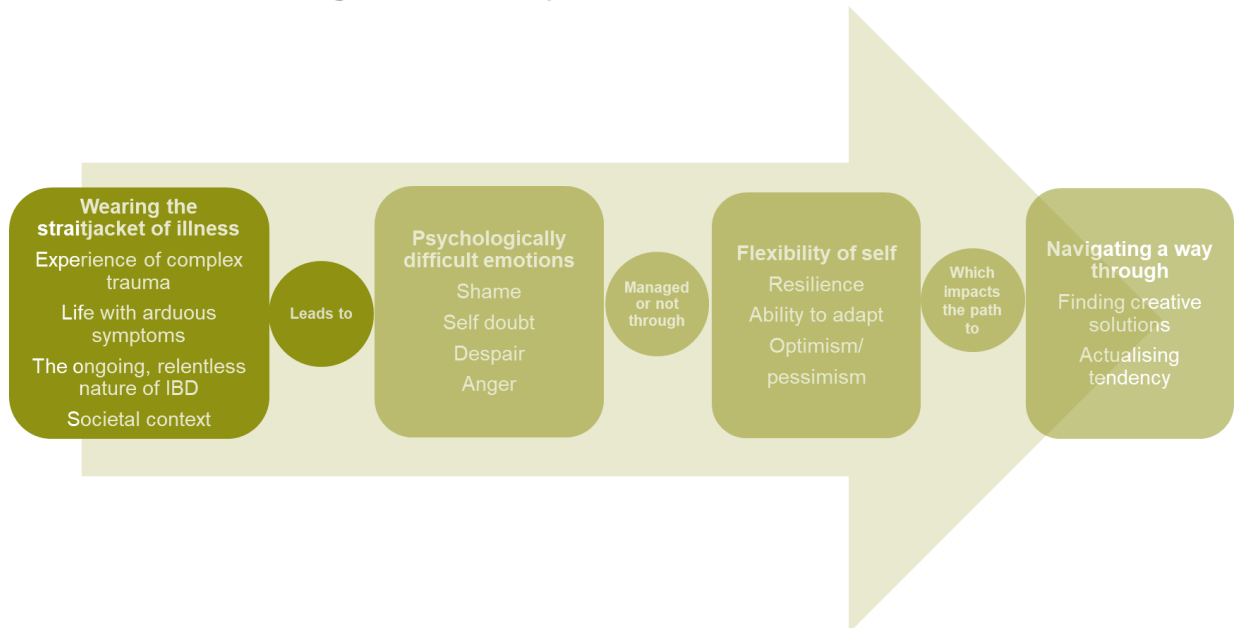 Wearing the
straitjacket of illness
Experience of complex
trauma
Life with arduous
symptoms
The ongoing, relentless
nature of IBD
Societal context
Leads to
Psychologically
difficult emotions
Shame
Self doubt
Despair
Anger
Managed
or not
through
Flexibility of self
Resilience
Ability to adapt
Optimism/
pessimism
Which
impacts
the path
to
Navigating a way
through
Finding creative
solutions
Actualising
tendency